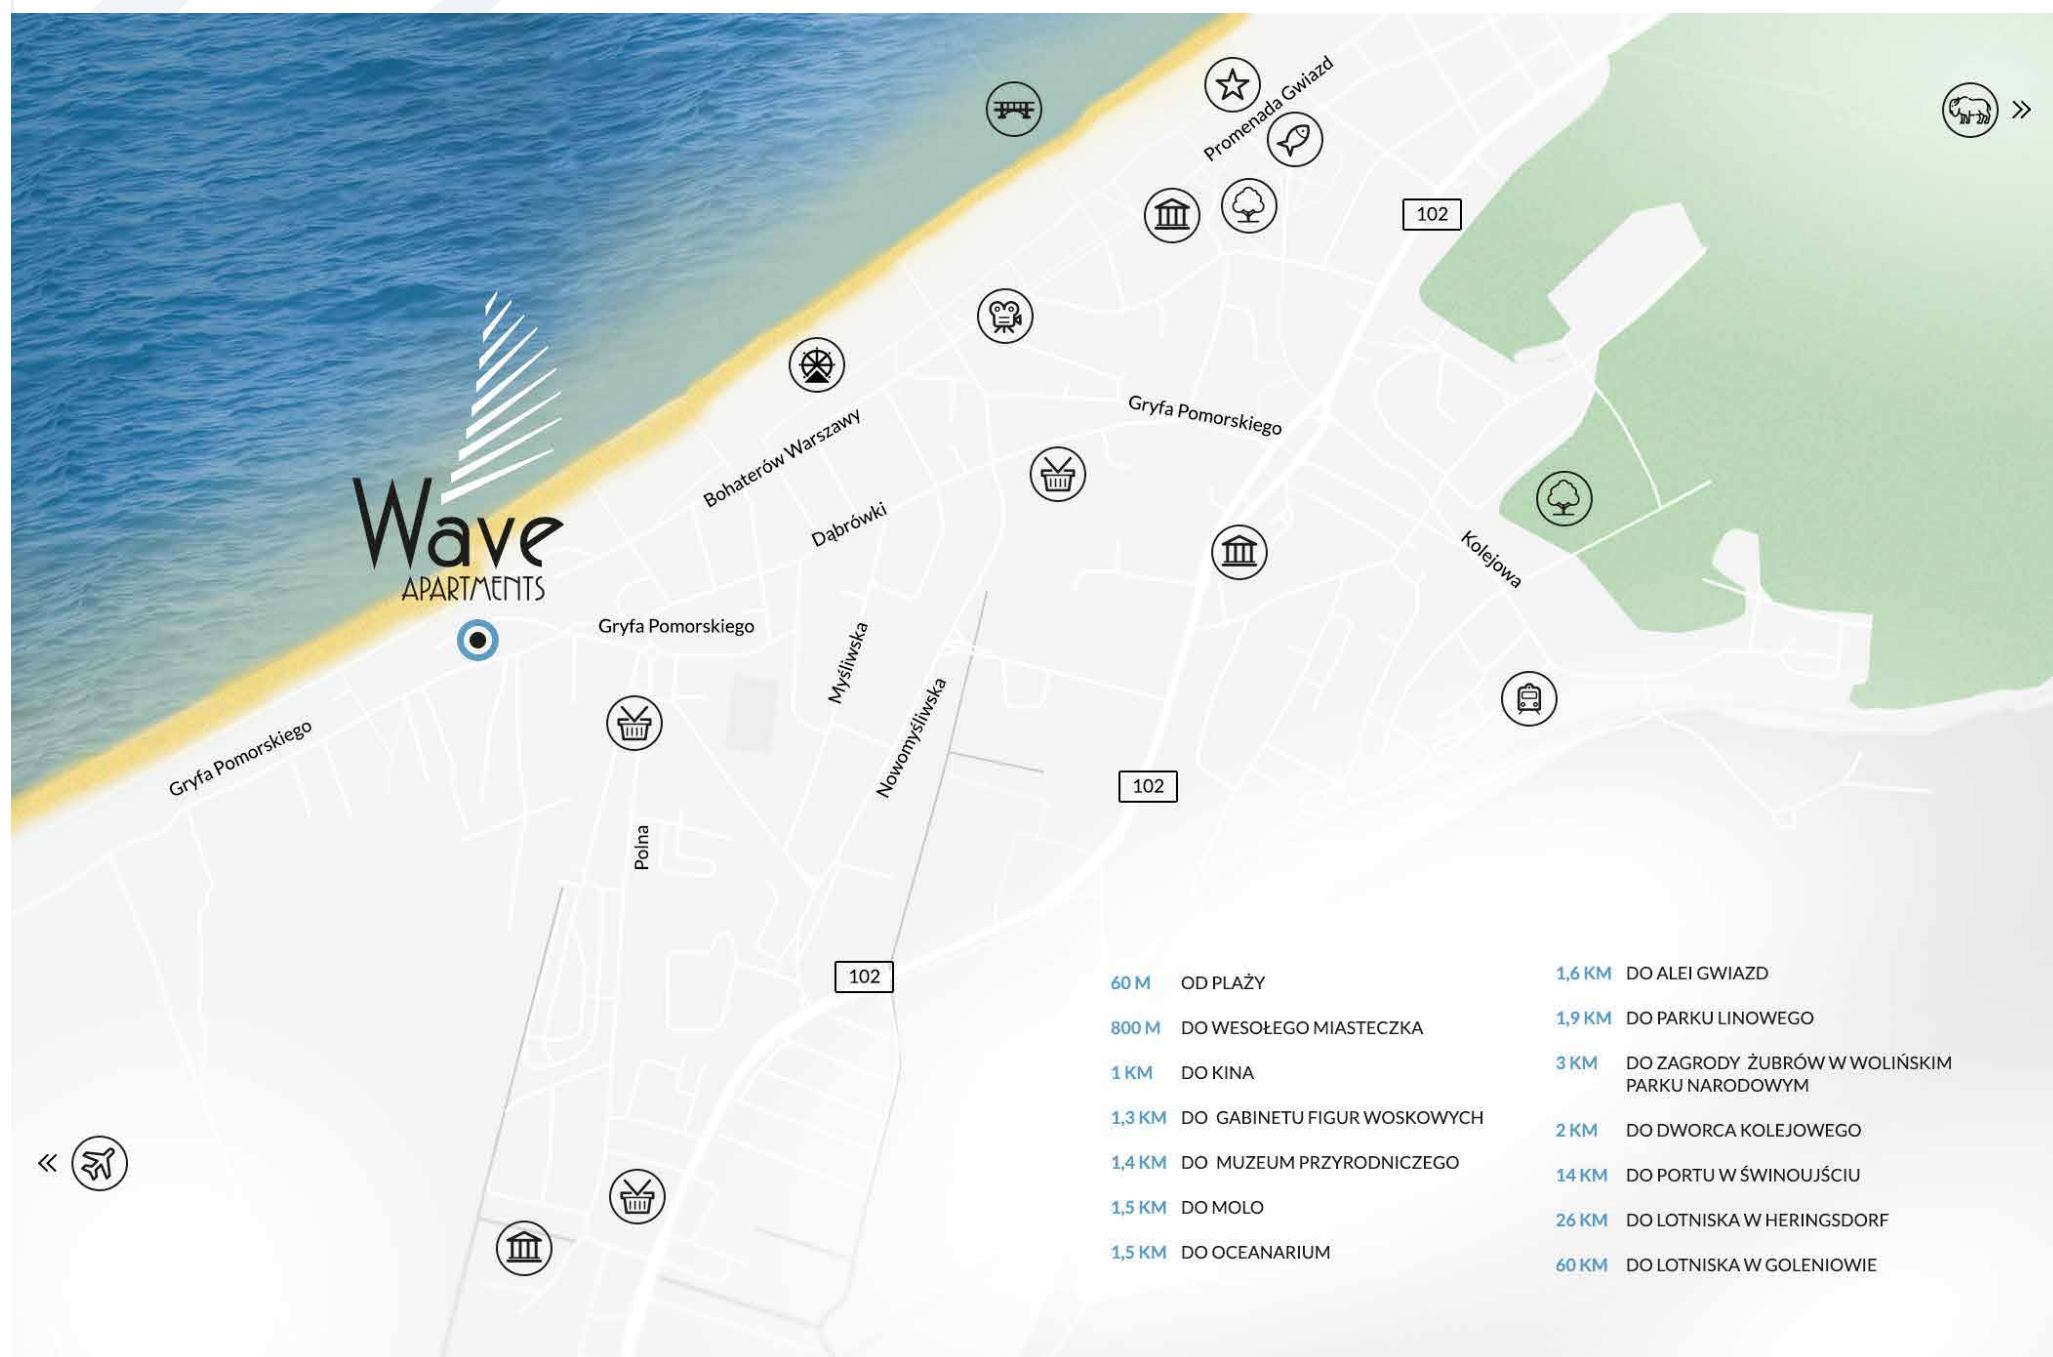 Promenada Gwiazd
102
Gryfa Pomorskiego
Bohaterów Warszawy
Dąbrówki
Wave
APARTMENTS
Kolejowa
Gryfa Pomorskiego
Myśliwska
Nowomyśliwska
Gryfa Pomorskiego
102
Polna
102
60 M OD PLAŻY
800 M DO WESOŁEGO MIASTECZKA
1 KM DO KINA
1,3 KM DO GABINETU FIGUR WOSKOWYCH
1,4 KM DO MUZEUM PRZYRODNICZEGO
1,5 KM DO MOLO
1,5 KM DO OCEANARIUM
1,6 KM DO ALEI GWIAZD
1,9 KM DO PARKU LINOWEGO
3 KM DO ZAGRODY ŻUBRÓW W WOLIŃSKIM
PARKU NARODOWYM
2 KM DO DWORCA KOLEJOWEGO
14 KM DO PORTU W ŚWINOUJŚCIU
26 KM DO LOTNISKA W HERINGSDORF
60 KM DO LOTNISKA W GOLENIOWIE